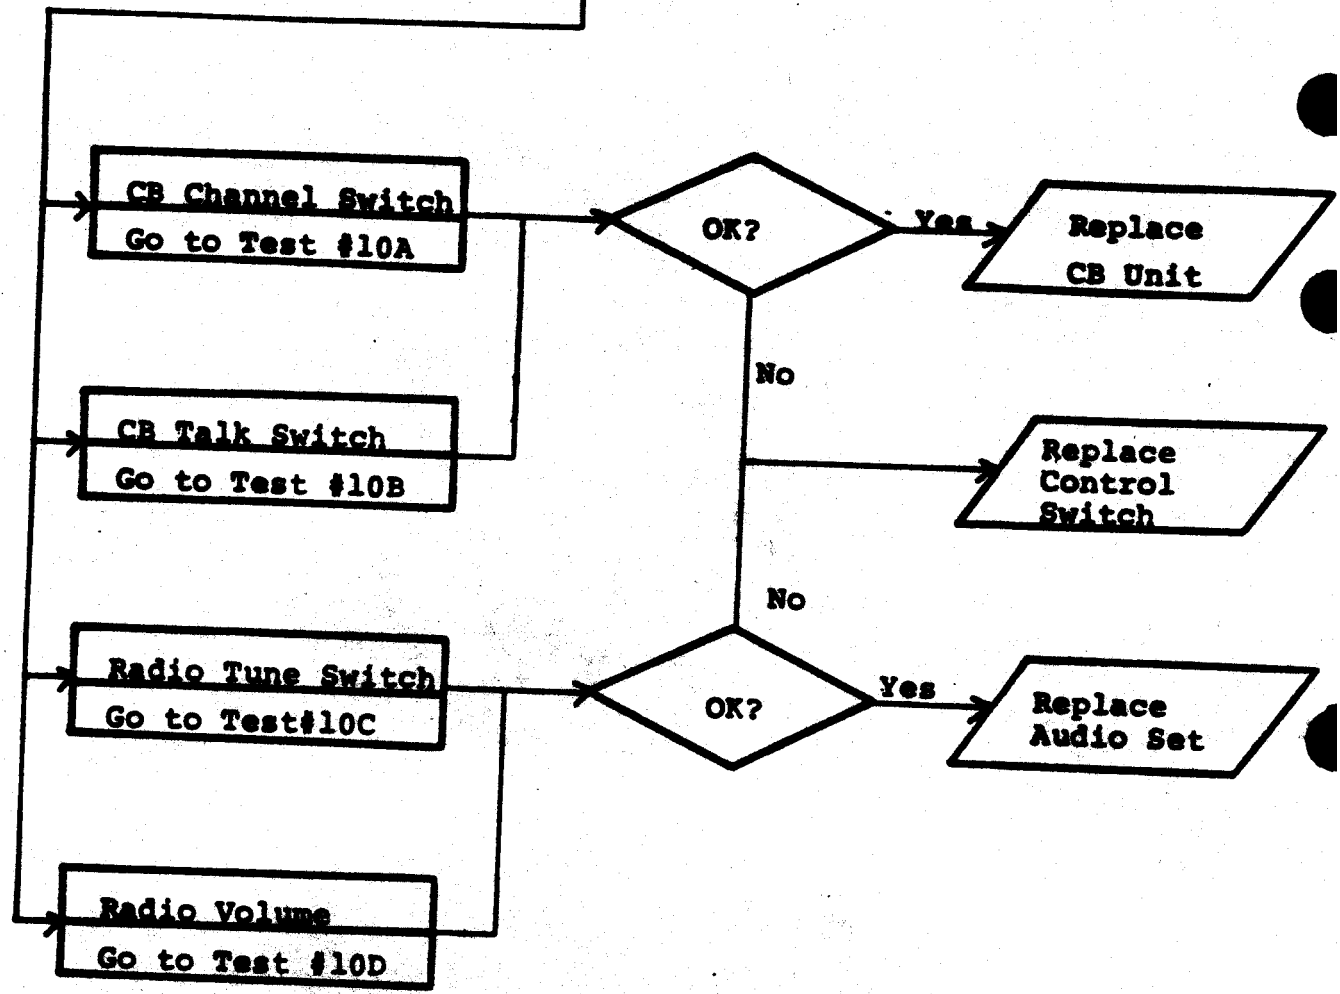 CB Channel Switch
Go to Test #10A
OK?
Yes
Replace
CB Unit
No
CB Talk Switch
Go to Test #10B
Replace
Control
Switch
No
Radio Tune Switch
Go to Test#10C
OK?
Yes
Replace
Audio Set
Radio Volume
Go to Test #10D